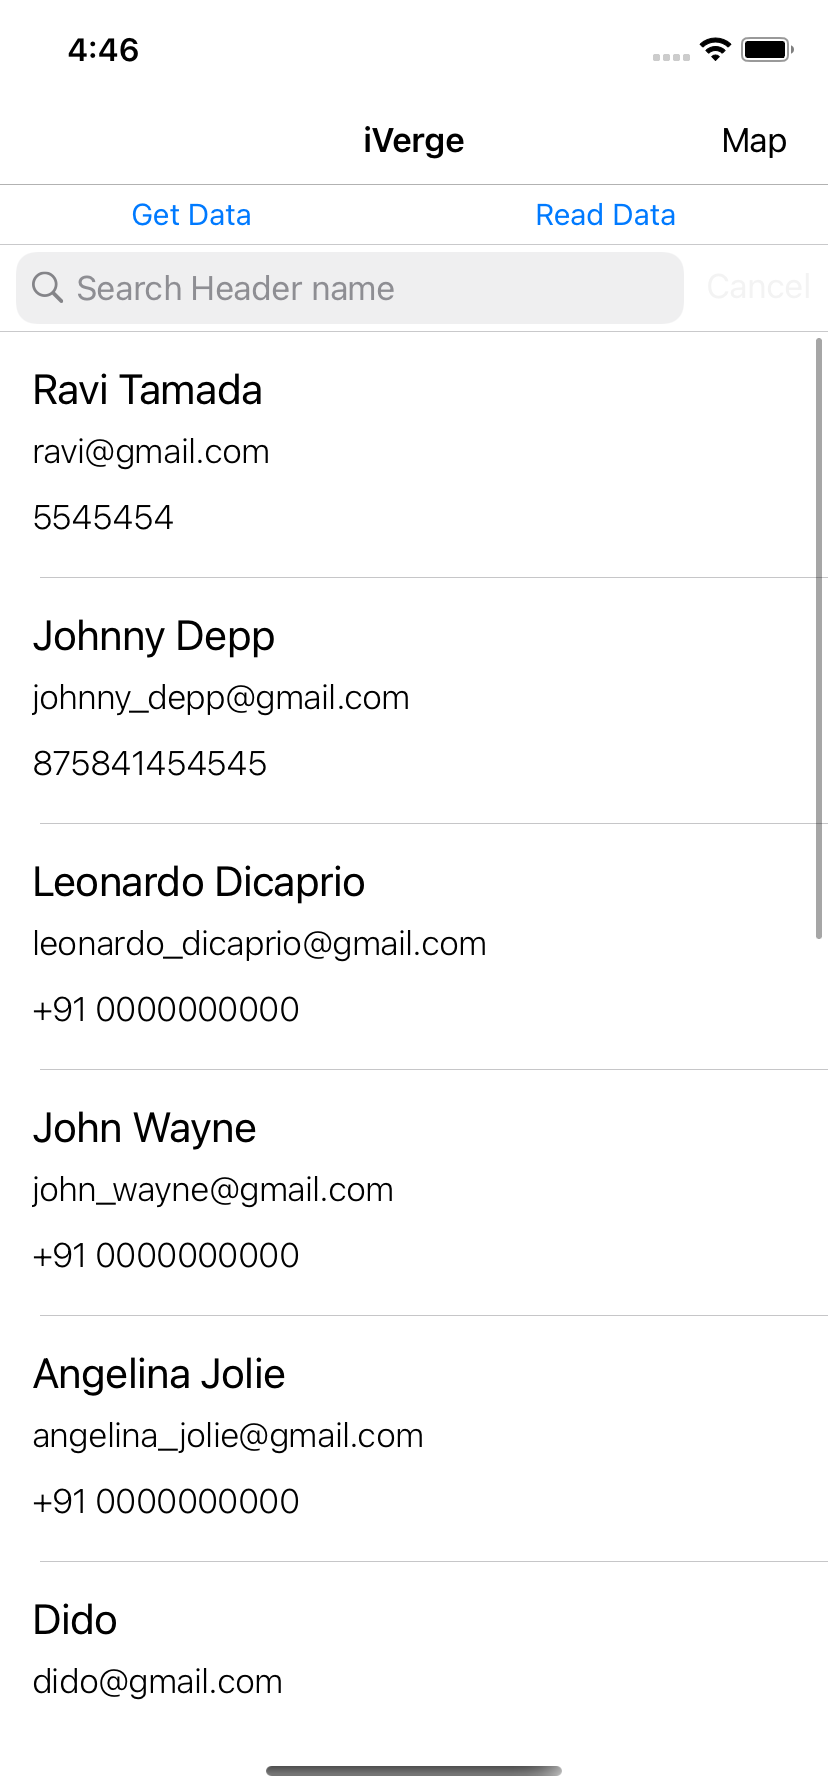 4:46
iVerge
Map
Get Data
Read Data
Search Header name
Cancel
Ravi Tamada
ravi@gmail.com
5545454
Johnny Depp
johnny_depp@gmail.com
875841454545
Leonardo Dicaprio
leonardo_dicaprio@gmail.com
+91 0000000000
John Wayne
john_wayne@gmail.com
+91 0000000000
Angelina Jolie
angelina_jolie@gmail.com
+91 0000000000
Dido
dido@gmail.com